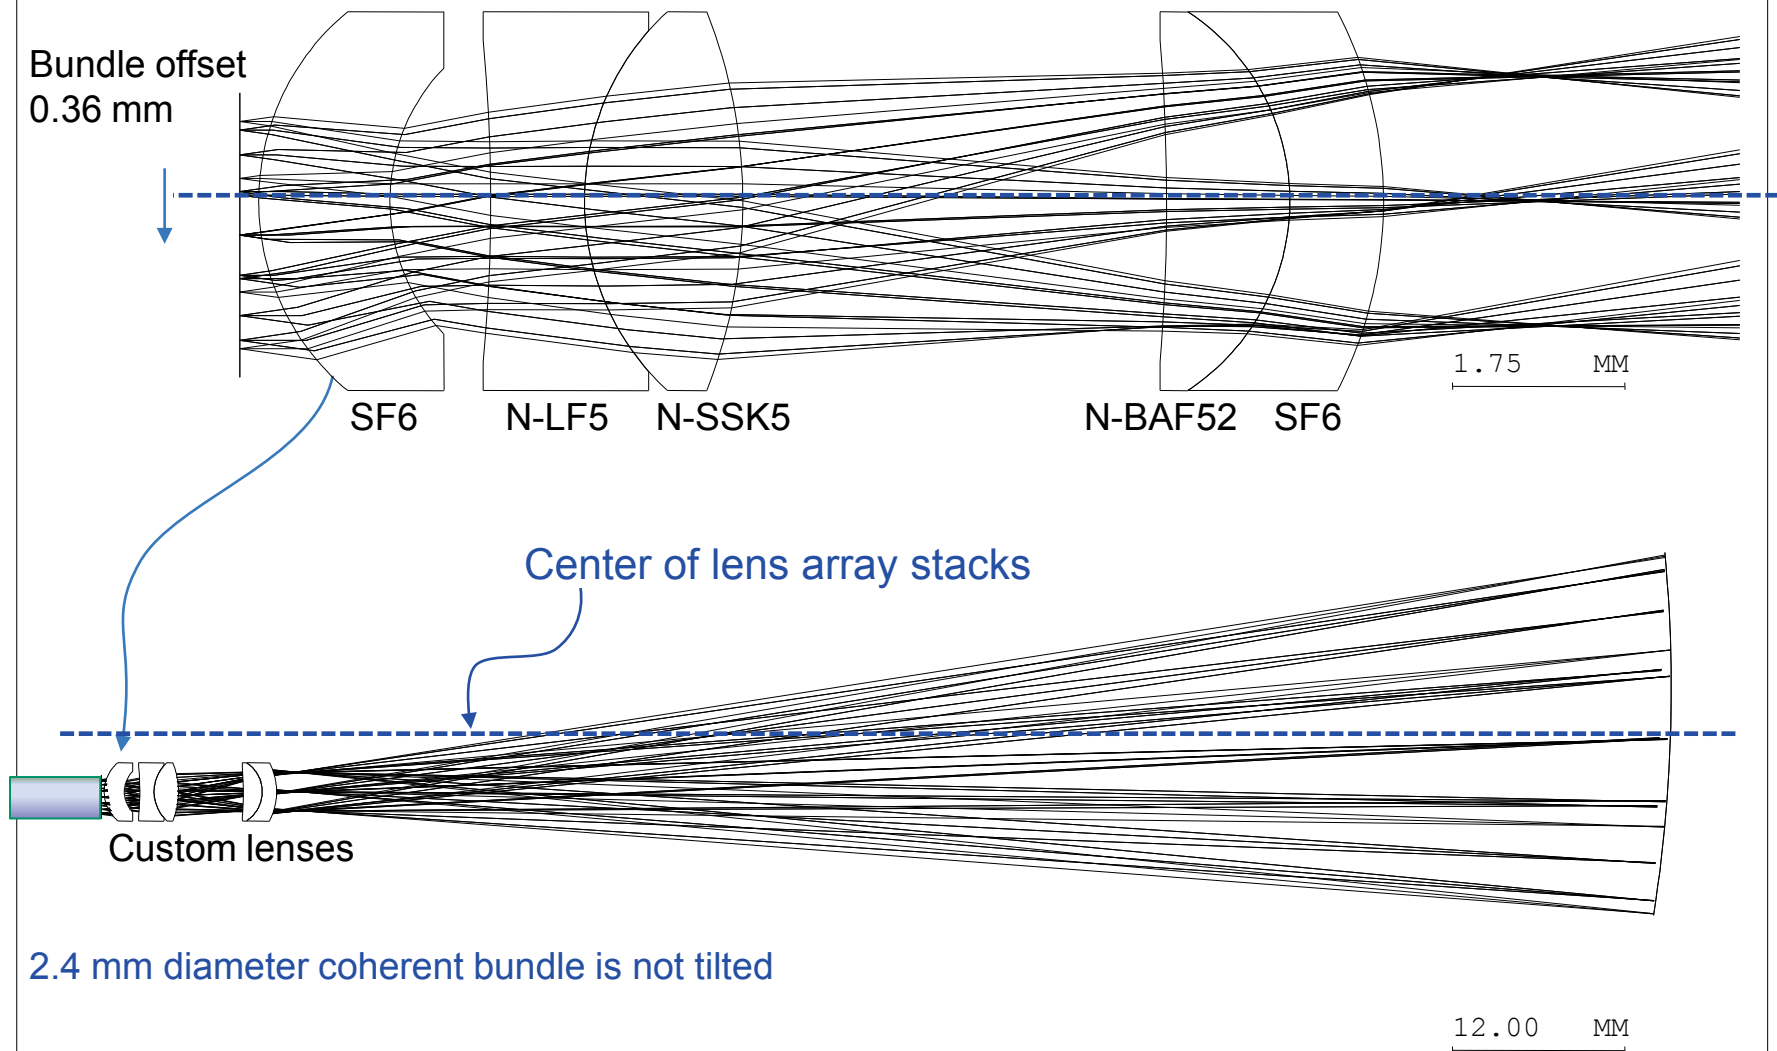 Bundle offset
0.36 mm
1.75 MM
SF6 N-LF5 N-SSK5 N-BAF52 SF6
Center of lens array stacks
Custom lenses
2.4 mm diameter coherent bundle is not tilted
12.00 MM